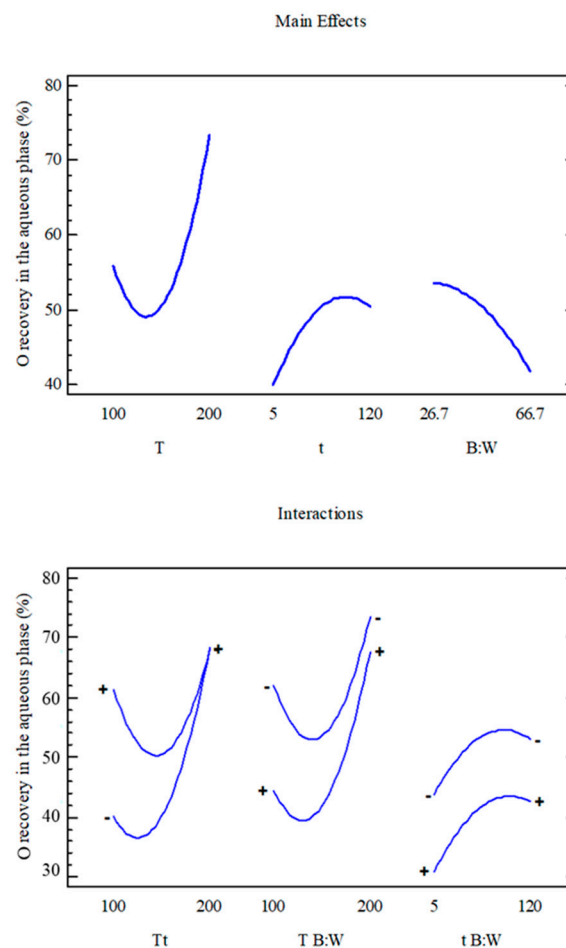 Main Effects
O recovery in the aqueous phase (%)
80
70
60
50
40
100 200 5 120 26.7 66.7
T t B:W
Interactions
O recovery in the aqueous phase (%)
80
70
60
50
40
30
+ - + - + - + - + - +
100 200 100 200 5 120
Tt T B:W t B:W